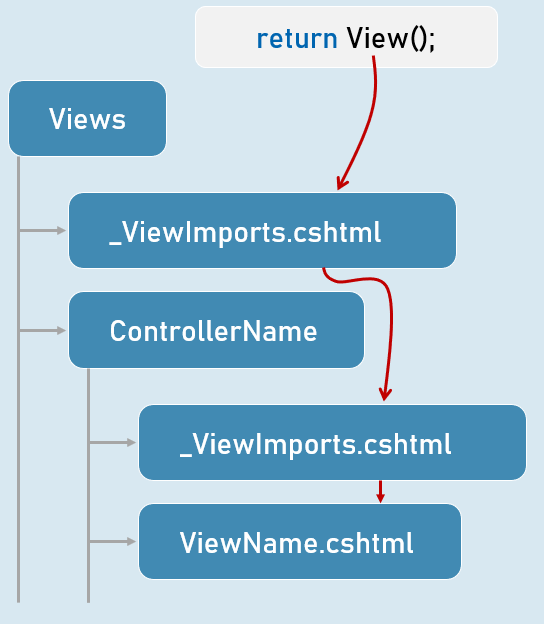 return View();
Views
_ViewImports.cshtml
ControllerName
_ViewImports.cshtml
ViewName.cshtml